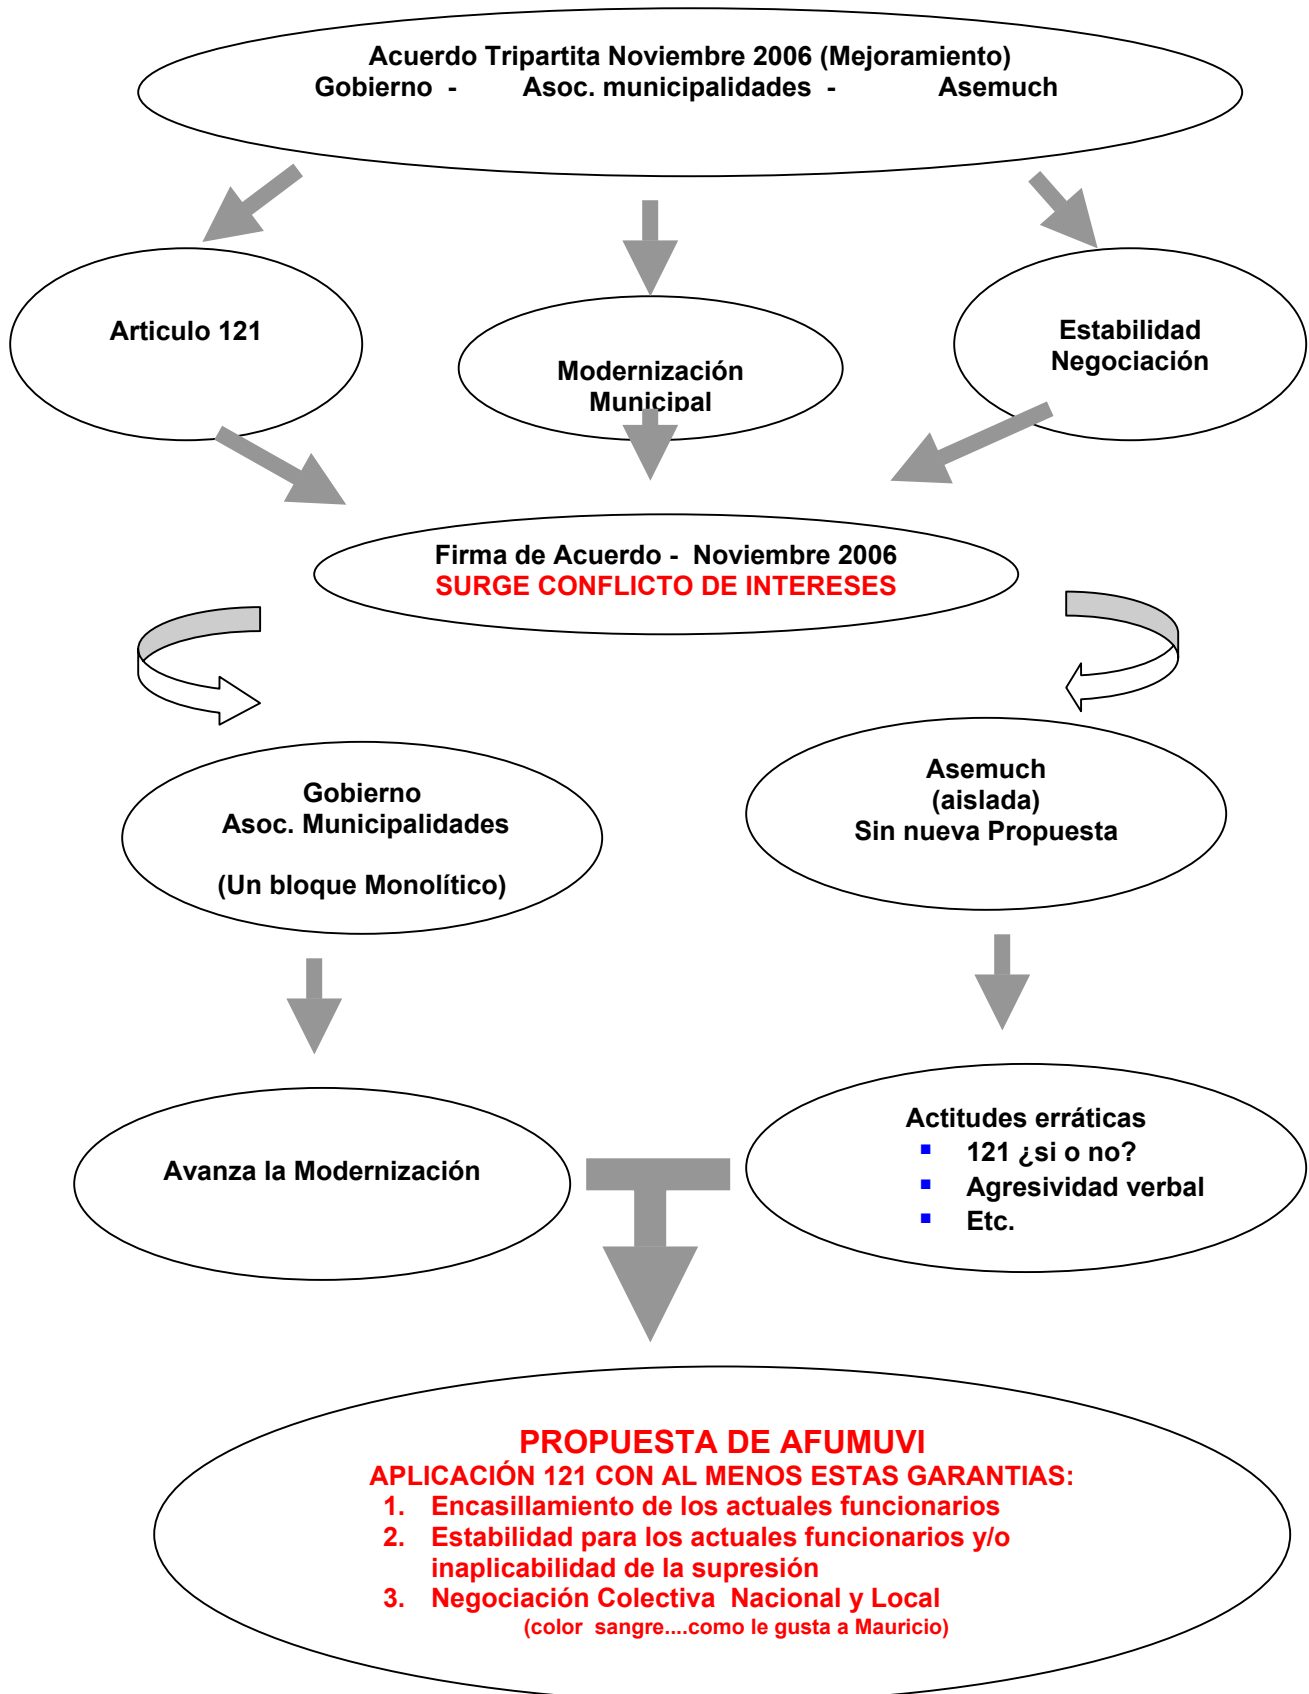 Acuerdo Tripartita Noviembre 2006 (Mejoramiento)
Gobierno - Asoc. municipalidades - Asemuch
Articulo 121
Modernización
Municipal
Estabilidad
Negociación
Firma de Acuerdo - Noviembre 2006
SURGE CONFLICTO DE INTERESES
Gobierno
Asoc. Municipalidades
(Un bloque Monolítico)
Asemuch
(aislada)
Sin nueva Propuesta
Avanza la Modernización
Actitudes erráticas
▪ 121 ¿si o no?
▪ Agresividad verbal
▪ Etc.
PROPUESTA DE AFUMUVI
APLICACIÓN 121 CON AL MENOS ESTAS GARANTIAS:
1. Encasillamiento de los actuales funcionarios
2. Estabilidad para los actuales funcionarios y/o
inaplicabilidad de la supresión
3. Negociación Colectiva Nacional y Local
(color sangre....como le gusta a Mauricio)